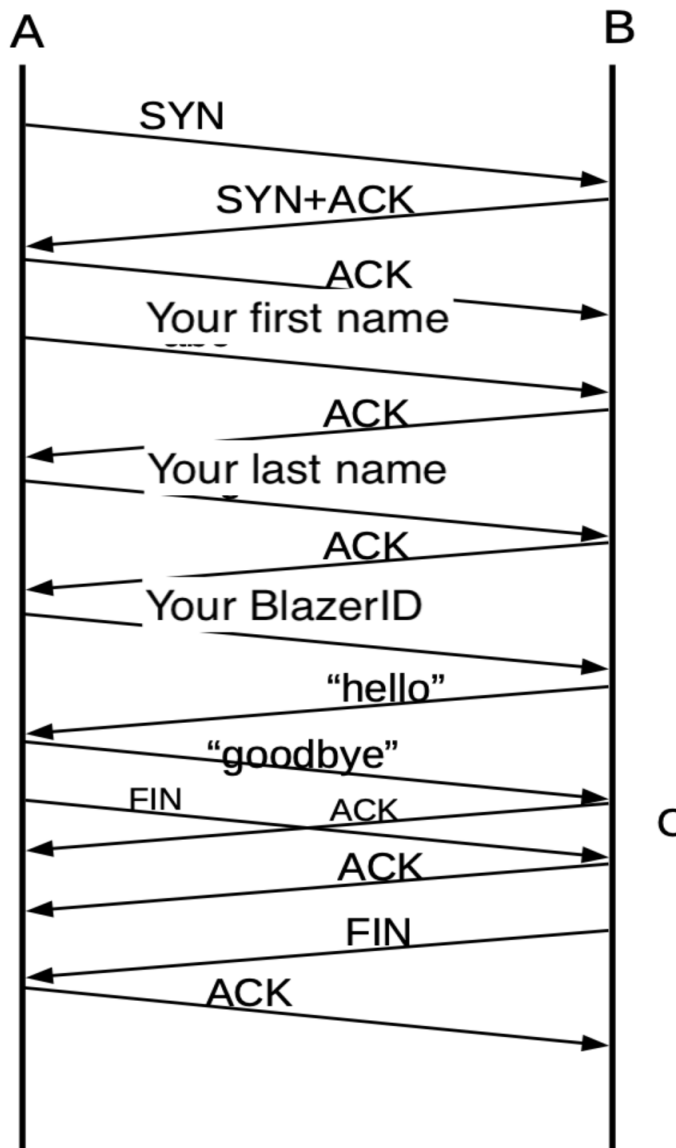 A
B
SYN
SYN+ACK
ACK
Your first name
ACK
Your last name
ACK
Your BlazerID
“hello”
“goodbye”
FIN
ACK
ACK
FIN
ACK